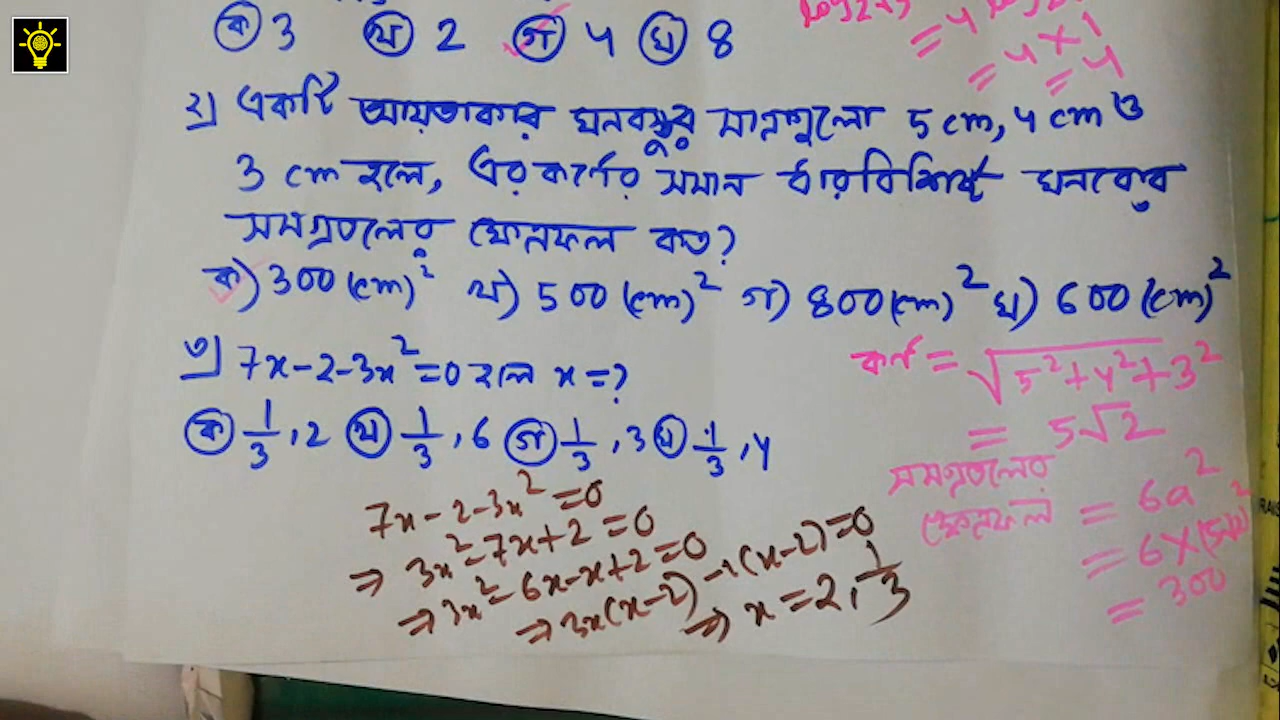 ক 3 খ 2 গ 4 ঘ 8
= 4
= 4 × 1
= 4
২) একটি আয়তাকার ঘনবস্তুর মাত্রাগুলো 5 cm, 4 cm ও
3 cm হলে, এর কর্ণের সমান ধারবিশিষ্ট ঘনকের
সমগ্রতলের ক্ষেত্রফল কত?
ক) 300 (cm)² খ) 500 (cm)² গ) 800 (cm)² ঘ) 600 (cm)²
৩) 7x-2-3x²=0 হলে x=?
ক 1/3, 2 খ 1/3, 6 গ 1/3, 3 ঘ 1/3, 4
কর্ণ = √5²+4²+3²
= 5√2
সমগ্রতলের
ক্ষেত্রফল = 6a²
= 6×(5√2)²
= 300
7x-2-3x²=0
⇒ 3x²-7x+2=0
⇒ 3x²-6x-x+2=0
⇒ 3x(x-2)-1(x-2)=0
⇒ x=2, 1/3